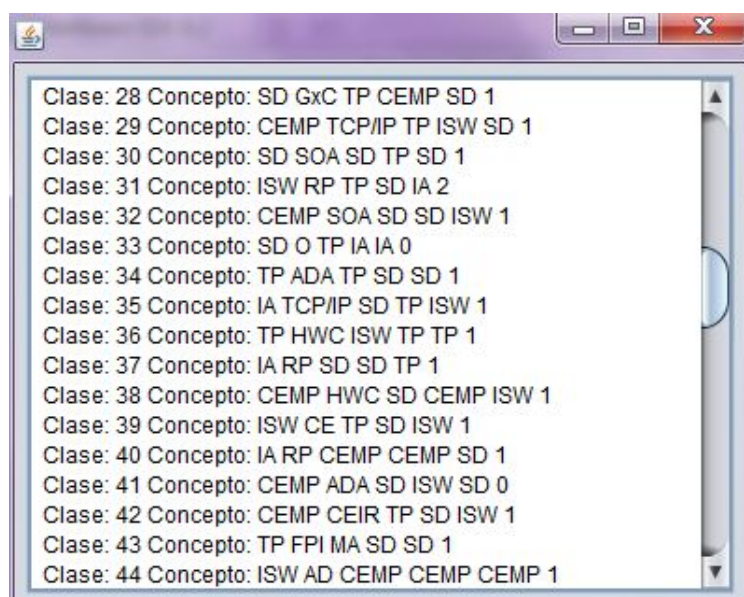 Clase: 28 Concepto: SD GxC TP CEMP SD 1
Clase: 29 Concepto: CEMP TCP/IP TP ISW SD 1
Clase: 30 Concepto: SD SOA SD TP SD 1
Clase: 31 Concepto: ISW RP TP SD IA 2
Clase: 32 Concepto: CEMP SOA SD SD ISW 1
Clase: 33 Concepto: SD O TP IA IA 0
Clase: 34 Concepto: TP ADA TP SD SD 1
Clase: 35 Concepto: IA TCP/IP SD TP ISW 1
Clase: 36 Concepto: TP HWC ISW TP TP 1
Clase: 37 Concepto: IA RP SD SD TP 1
Clase: 38 Concepto: CEMP HWC SD CEMP ISW 1
Clase: 39 Concepto: ISW CE TP SD ISW 1
Clase: 40 Concepto: IA RP CEMP CEMP SD 1
Clase: 41 Concepto: CEMP ADA SD ISW SD 0
Clase: 42 Concepto: CEMP CEIR TP SD ISW 1
Clase: 43 Concepto: TP FPI MA SD SD 1
Clase: 44 Concepto: ISW AD CEMP CEMP CEMP 1